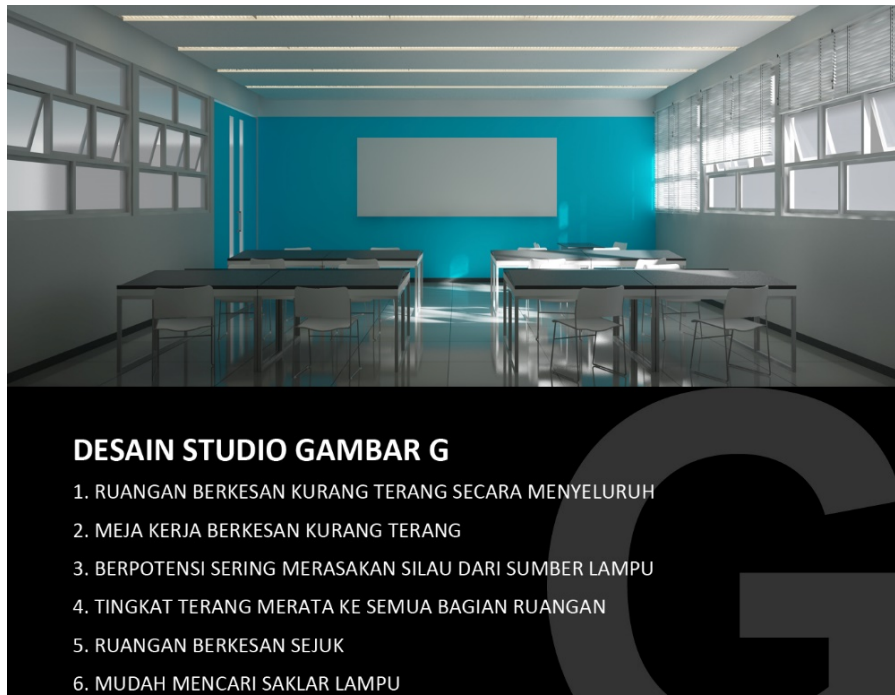 DESAIN STUDIO GAMBAR G
1. RUANGAN BERKESAN KURANG TERANG SECARA MENYELURUH
2. MEJA KERJA BERKESAN KURANG TERANG
3. BERPOTENSI SERING MERASAKAN SILAU DARI SUMBER LAMPU
4. TINGKAT TERANG MERATA KE SEMUA BAGIAN RUANGAN
5. RUANGAN BERKESAN SEJUK
6. MUDAH MENCARI SAKLAR LAMPU
G